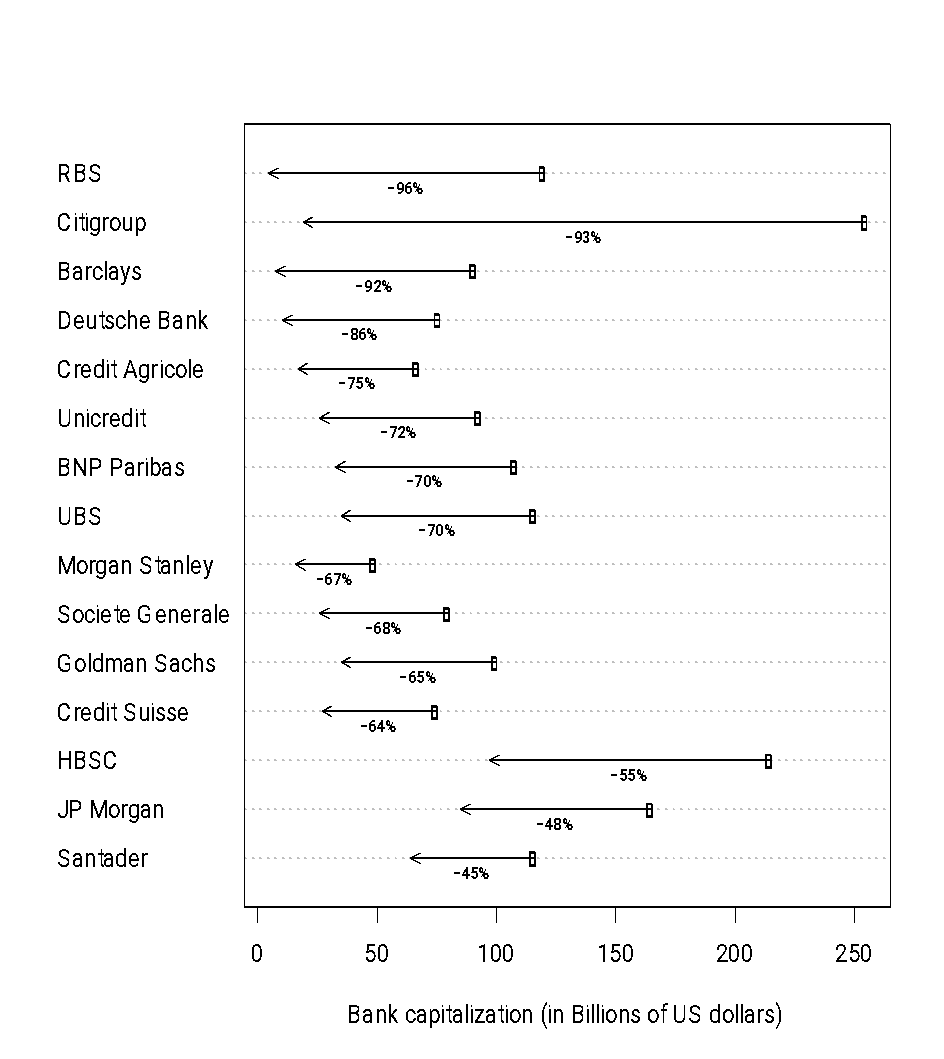 RBS
-96%
Citigroup
-93%
Barclays
-92%
Deutsche Bank
-86%
Credit Agricole
-75%
Unicredit
-72%
BNP Paribas
-70%
UBS
-70%
Morgan Stanley
-67%
Societe Generale
-68%
Goldman Sachs
-65%
Credit Suisse
-64%
HBSC
-55%
JP Morgan
-48%
Santader
-45%
0 50 100 150 200 250
Bank capitalization (in Billions of US dollars)